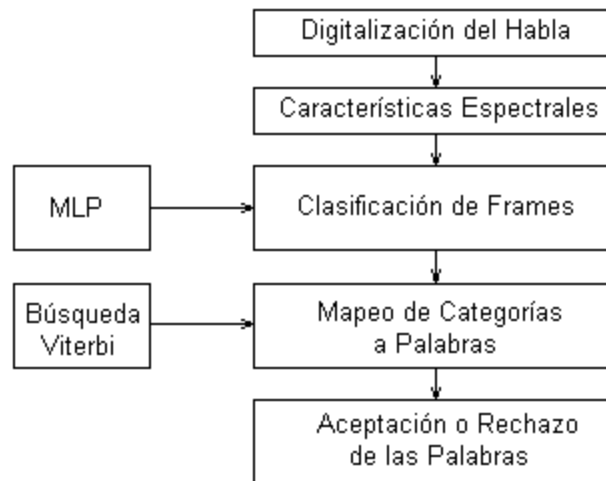 Digitalización del Habla
Características Espectrales
MLP
Clasificación de Frames
Búsqueda
Viterbi
Mapeo de Categorías
a Palabras
Aceptación o Rechazo
de las Palabras